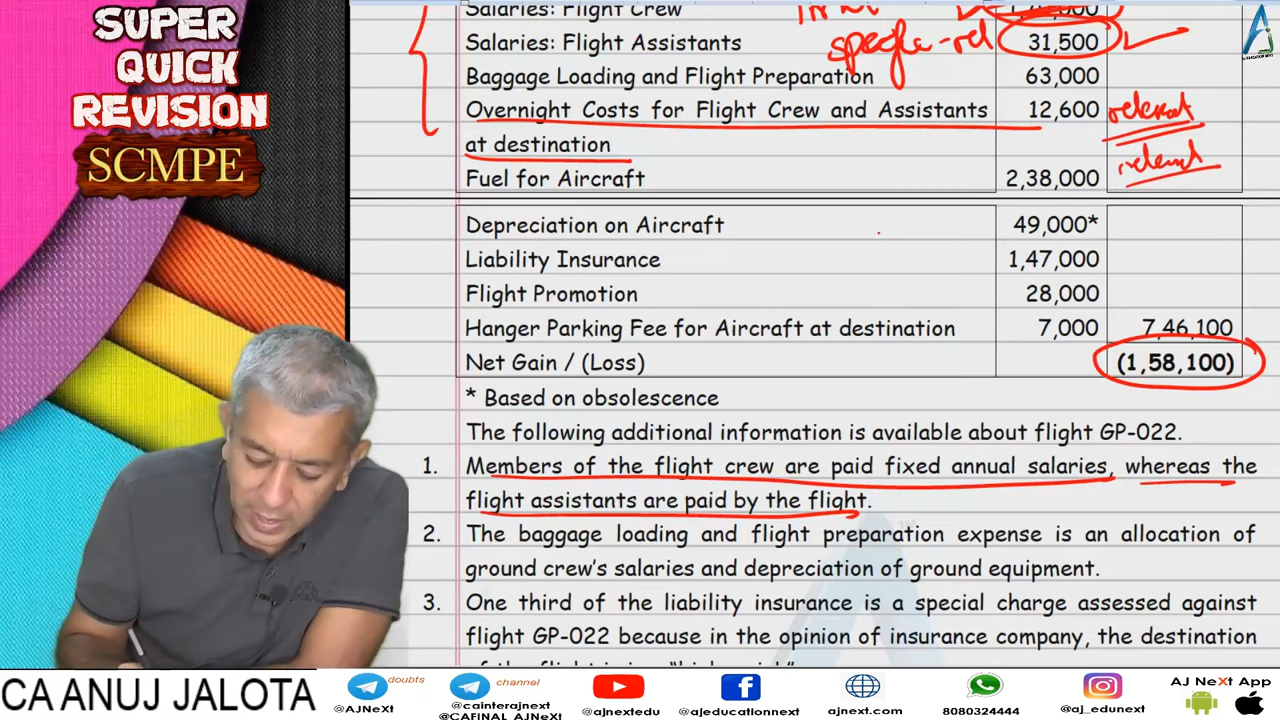 SUPER
QUICK
REVISION
SCMPE
Salaries: Flight Crew
Salaries: Flight Assistants 31,500
specific-rel
Baggage Loading and Flight Preparation 63,000
Overnight Costs for Flight Crew and Assistants 12,600
at destination
relevant
relevant
Fuel for Aircraft 2,38,000
Depreciation on Aircraft 49,000*
Liability Insurance 1,47,000
Flight Promotion 28,000
Hanger Parking Fee for Aircraft at destination 7,000 7,46,100
Net Gain / (Loss) (1,58,100)
* Based on obsolescence
The following additional information is available about flight GP-022.
1. Members of the flight crew are paid fixed annual salaries, whereas the
flight assistants are paid by the flight.
2. The baggage loading and flight preparation expense is an allocation of
ground crew's salaries and depreciation of ground equipment.
3. One third of the liability insurance is a special charge assessed against
flight GP-022 because in the opinion of insurance company, the destination
CA ANUJ JALOTA
doubts
@AJNeXt
channel
@cainterajnext
@CAFINAL_AJNeXt
@ajnextedu
@ajeducationnext
ajnext.com
8080324444
@aj_edunext
AJ NeXt App